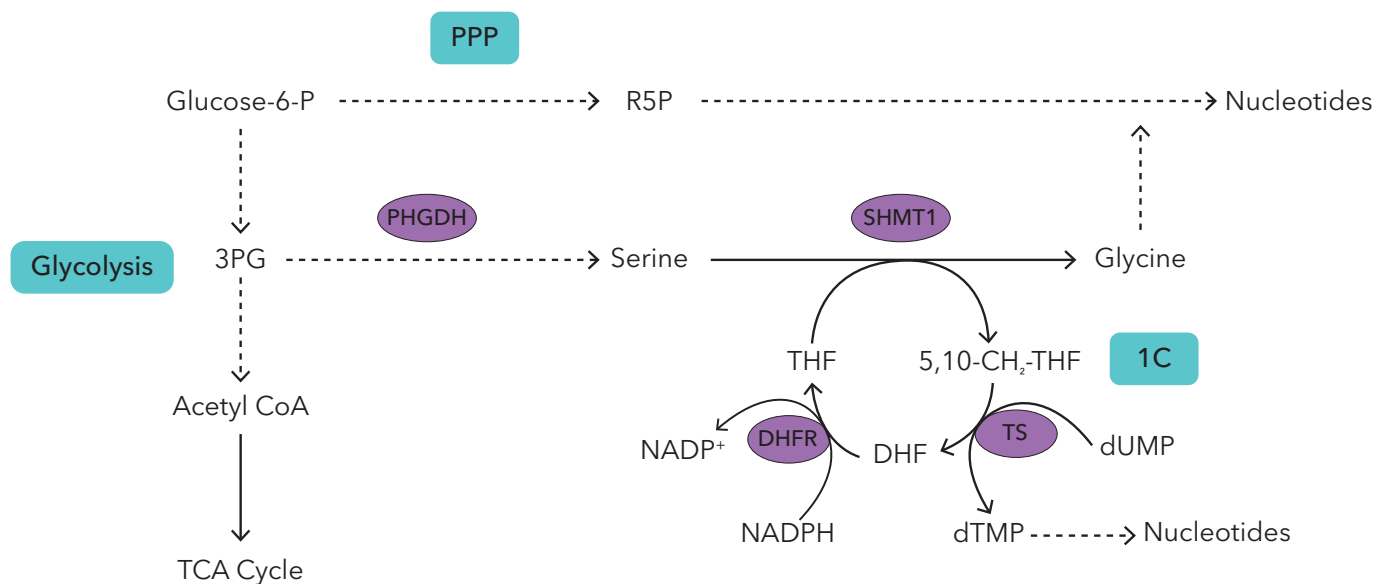 PPP
Glucose-6-P
R5P
Nucleotides
PHGDH
SHMT1
Glycolysis
3PG
Serine
Glycine
THF
5,10-CH₂-THF
1C
Acetyl CoA
NADP⁺
DHFR
DHF
TS
dUMP
NADPH
dTMP
Nucleotides
TCA Cycle